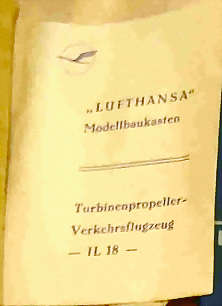 „LUFTHANSA"
Modellbaukasten
Turbinenpropeller-
Verkehrsflugzeug
— IL 18 —